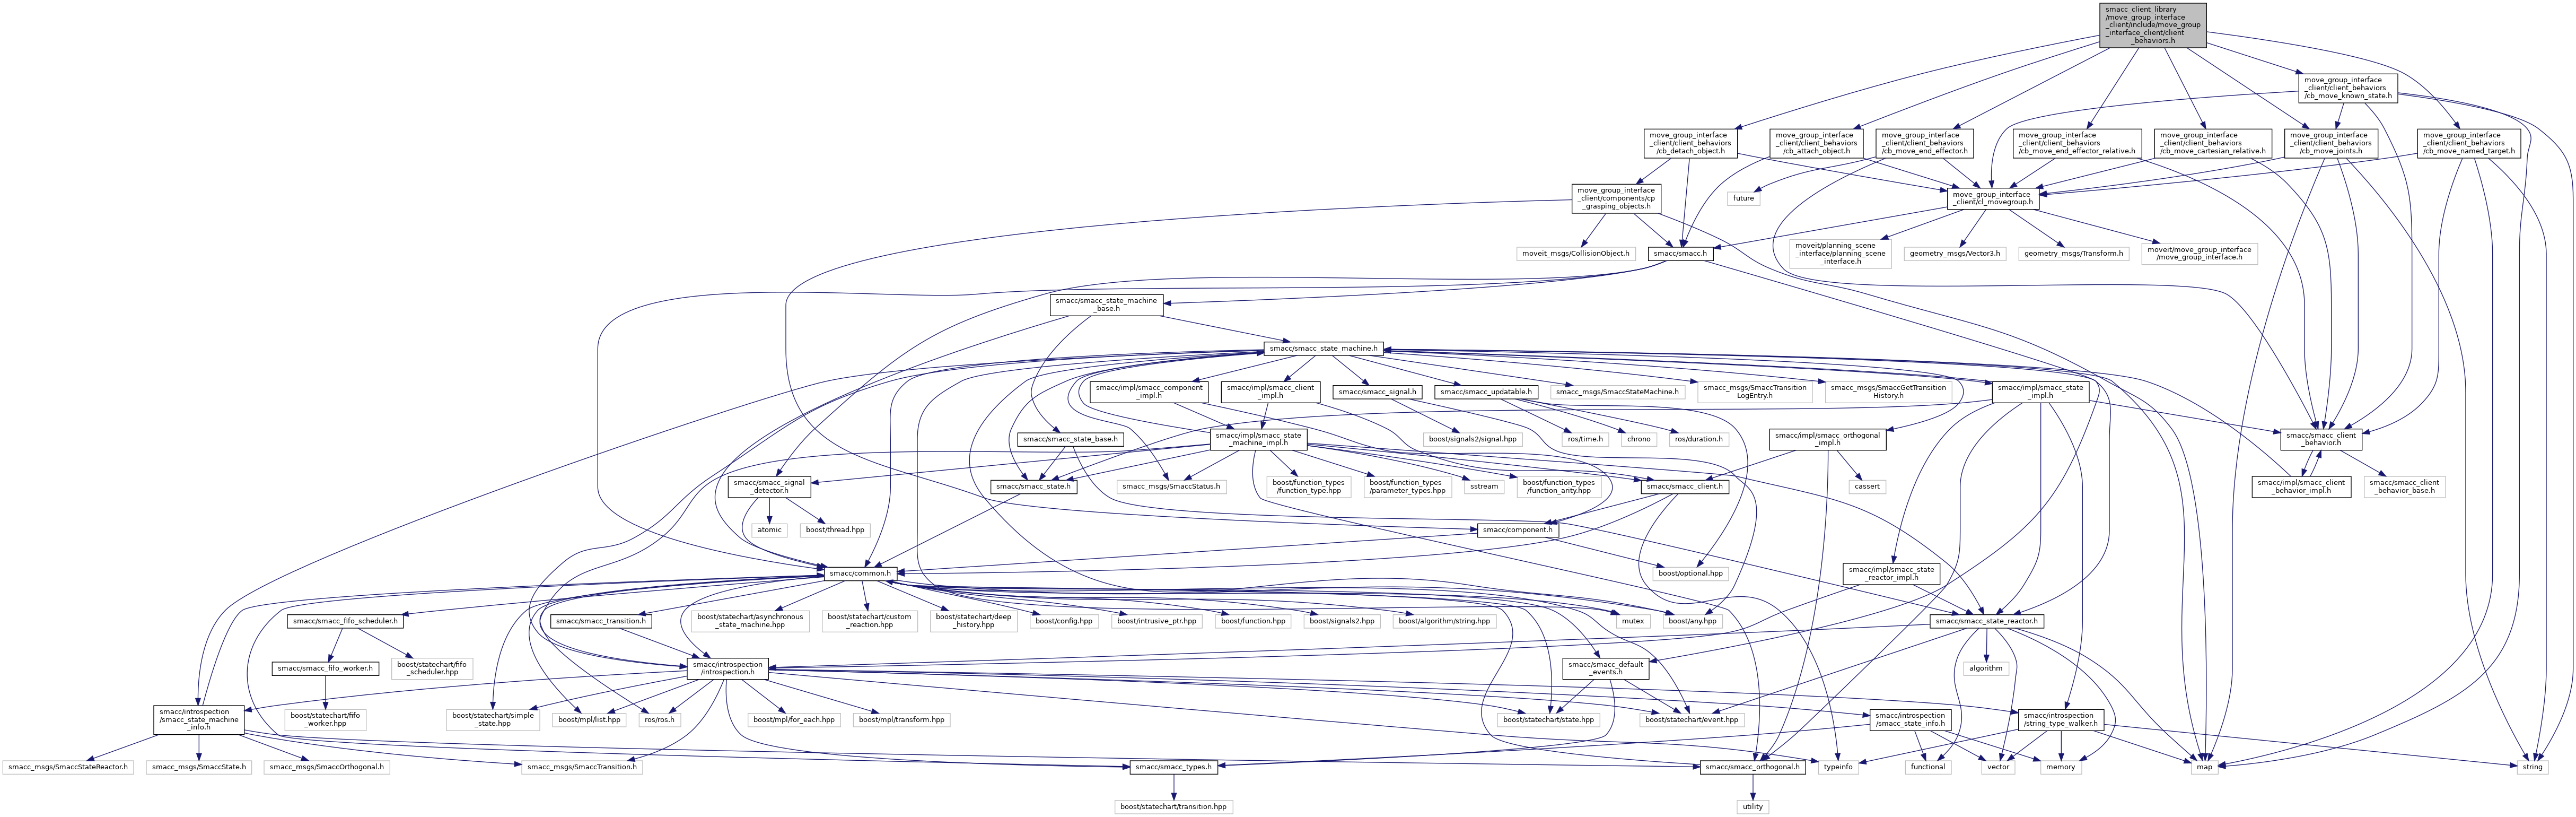 smacc_client_library
/move_group_interface
_client/include/move_group
_interface_client/client
_behaviors.h
move_group_interface
_client/client_behaviors
/cb_move_known_state.h
move_group_interface
_client/client_behaviors
/cb_detach_object.h
move_group_interface
_client/client_behaviors
/cb_attach_object.h
move_group_interface
_client/client_behaviors
/cb_move_end_effector.h
move_group_interface
_client/client_behaviors
/cb_move_end_effector_relative.h
move_group_interface
_client/client_behaviors
/cb_move_cartesian_relative.h
move_group_interface
_client/client_behaviors
/cb_move_joints.h
move_group_interface
_client/client_behaviors
/cb_move_named_target.h
move_group_interface
_client/components/cp
_grasping_objects.h
future
move_group_interface
_client/cl_movegroup.h
moveit_msgs/CollisionObject.h
smacc/smacc.h
moveit/planning_scene
_interface/planning_scene
_interface.h
geometry_msgs/Vector3.h
geometry_msgs/Transform.h
moveit/move_group_interface
/move_group_interface.h
smacc/smacc_state_machine
_base.h
smacc/smacc_state_machine.h
smacc/impl/smacc_component
_impl.h
smacc/impl/smacc_client
_impl.h
smacc/smacc_signal.h
smacc/smacc_updatable.h
smacc_msgs/SmaccStateMachine.h
smacc_msgs/SmaccTransition
LogEntry.h
smacc_msgs/SmaccGetTransition
History.h
smacc/impl/smacc_state
_impl.h
smacc/smacc_state_base.h
smacc/impl/smacc_state
_machine_impl.h
boost/signals2/signal.hpp
ros/time.h
chrono
ros/duration.h
smacc/impl/smacc_orthogonal
_impl.h
smacc/smacc_client
_behavior.h
smacc/smacc_signal
_detector.h
smacc/smacc_state.h
smacc_msgs/SmaccStatus.h
boost/function_types
/function_type.hpp
boost/function_types
/parameter_types.hpp
sstream
boost/function_types
/function_arity.hpp
smacc/smacc_client.h
cassert
smacc/impl/smacc_client
_behavior_impl.h
smacc/smacc_client
_behavior_base.h
atomic
boost/thread.hpp
smacc/component.h
smacc/common.h
boost/optional.hpp
smacc/impl/smacc_state
_reactor_impl.h
smacc/smacc_fifo_scheduler.h
smacc/smacc_transition.h
boost/statechart/asynchronous
_state_machine.hpp
boost/statechart/custom
_reaction.hpp
boost/statechart/deep
_history.hpp
boost/config.hpp
boost/intrusive_ptr.hpp
boost/function.hpp
boost/signals2.hpp
boost/algorithm/string.hpp
mutex
boost/any.hpp
smacc/smacc_state_reactor.h
smacc/smacc_fifo_worker.h
boost/statechart/fifo
_scheduler.hpp
smacc/introspection
/introspection.h
smacc/smacc_default
_events.h
algorithm
smacc/introspection
/smacc_state_machine
_info.h
boost/statechart/fifo
_worker.hpp
boost/statechart/simple
_state.hpp
boost/mpl/list.hpp
ros/ros.h
boost/mpl/for_each.hpp
boost/mpl/transform.hpp
boost/statechart/state.hpp
boost/statechart/event.hpp
smacc/introspection
/smacc_state_info.h
smacc/introspection
/string_type_walker.h
smacc_msgs/SmaccStateReactor.h
smacc_msgs/SmaccState.h
smacc_msgs/SmaccOrthogonal.h
smacc_msgs/SmaccTransition.h
smacc/smacc_types.h
smacc/smacc_orthogonal.h
typeinfo
functional
vector
memory
map
string
boost/statechart/transition.hpp
utility